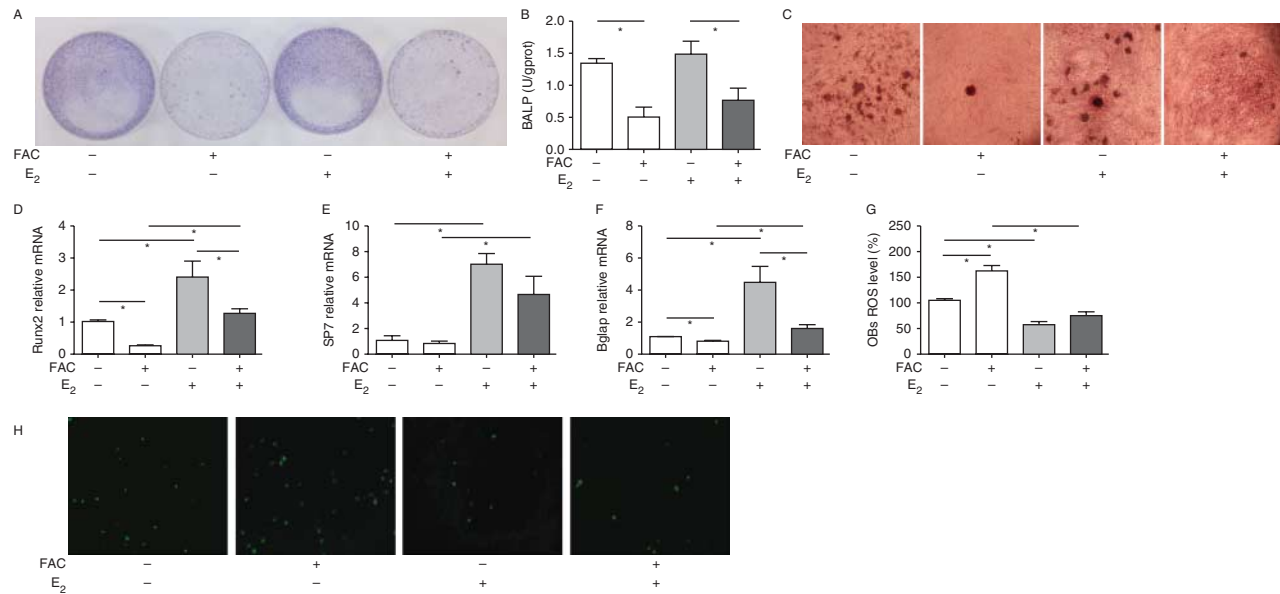 A
FAC – + – +
E2 – – + +
B
BALP (U/gprot)
2.0
1.5
1.0
0.5
0.0
*
*
FAC – + – +
E2 – – + +
C
FAC – + – +
E2 – – + +
D
Runx2 relative mRNA
4
3
2
1
0
*
*
*
*
FAC – + – +
E2 – – + +
E
SP7 relative mRNA
10
8
6
4
2
0
*
*
FAC – + – +
E2 – – + +
F
Bglap relative mRNA
8
6
4
2
0
*
*
*
*
FAC – + – +
E2 – – + +
G
OBs ROS level (%)
250
200
150
100
50
0
*
*
*
FAC – + – +
E2 – – + +
H
FAC – + – +
E2 – – + +